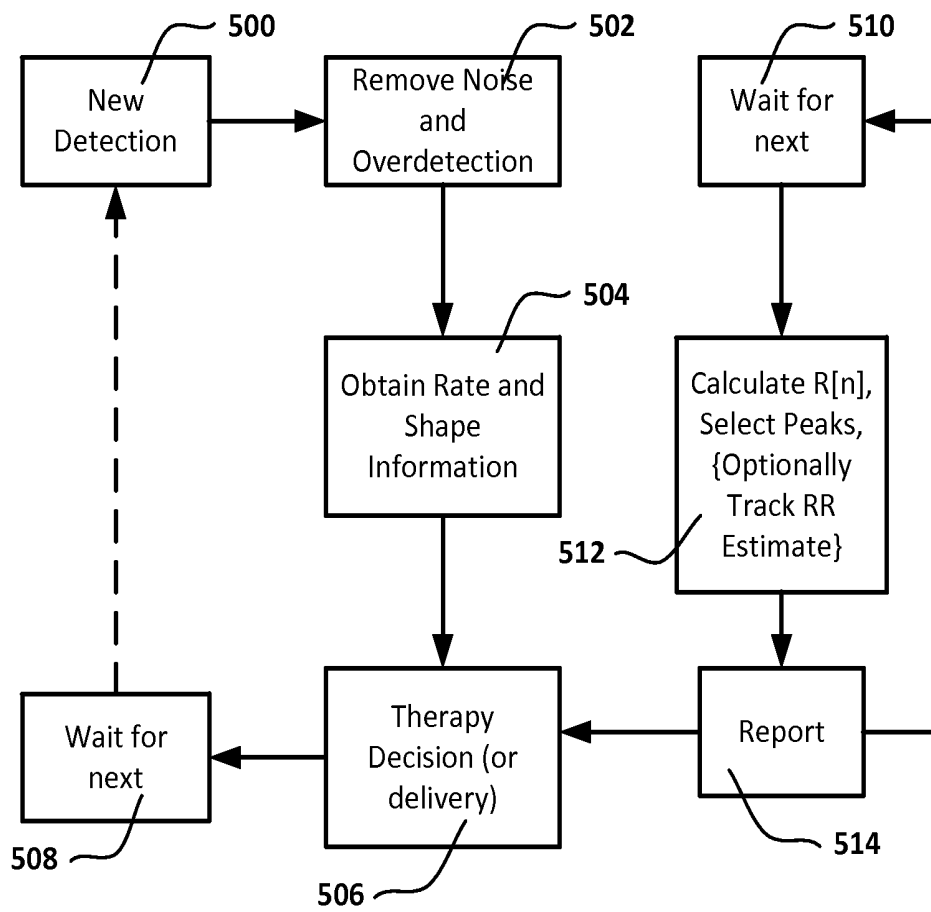 500
New
Detection
502
Remove Noise
and
Overdetection
504
Obtain Rate and
Shape
Information
Therapy
Decision (or
delivery)
506
Wait for
next
508
510
Wait for
next
Calculate R[n],
Select Peaks,
{Optionally
Track RR
Estimate}
512
Report
514